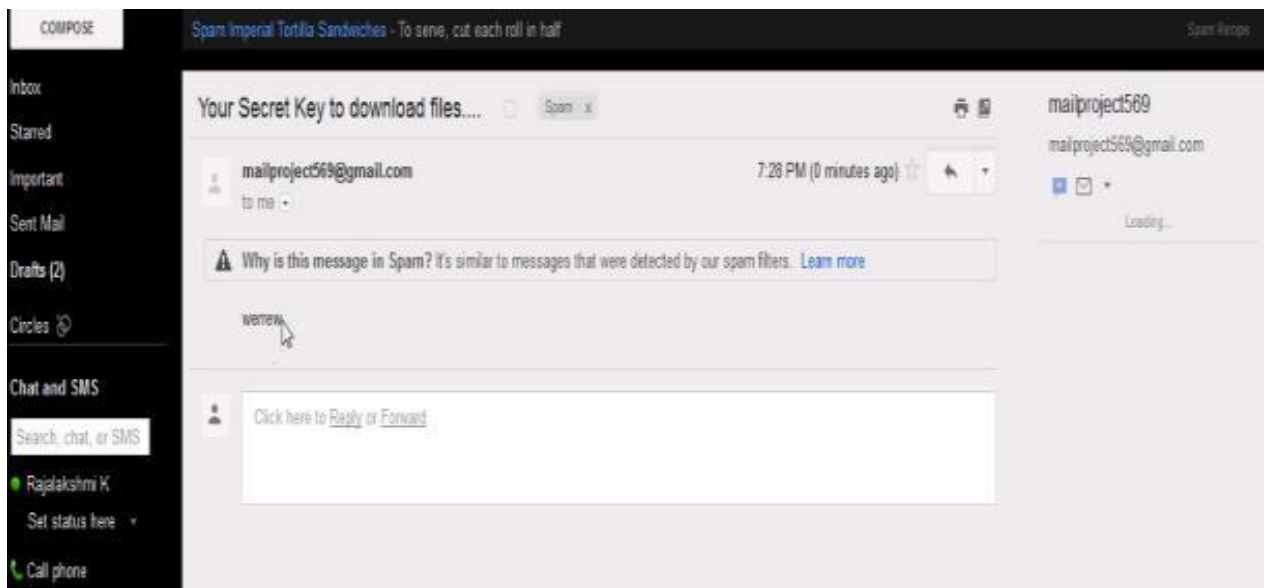 COMPOSE
Spam Imperial Tortilla Sandwiches - To serve, cut each roll in half
Spam Recipe
Inbox
Starred
Important
Sent Mail
Drafts (2)
Circles
Chat and SMS
Search, chat, or SMS
Rajalakshmi K
Set status here
Call phone
Your Secret Key to download files....
Spam x
mailproject569@gmail.com
7:28 PM (0 minutes ago)
to me
Why is this message in Spam? It's similar to messages that were detected by our spam filters. Learn more
werrew
Click here to Reply or Forward
mailproject569
mailproject569@gmail.com
Loading...